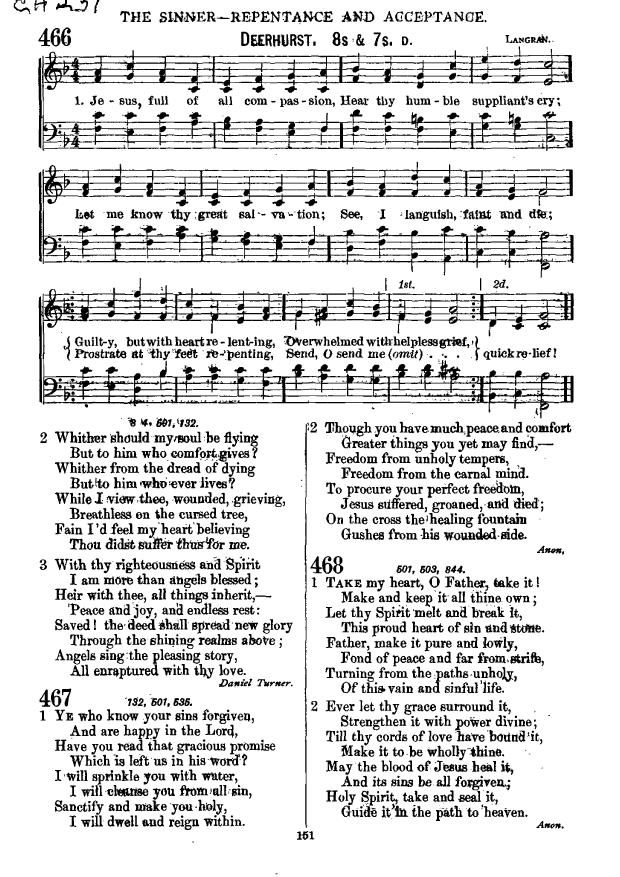 THE SINNER—REPENTANCE AND ACCEPTANCE.
466
DEERHURST. 8s & 7s. D.
LANGRAN.
1. Je - sus, full of all com - pas - sion, Hear thy hum - ble suppliant's cry;
Let me know thy great sal - va - tion; See, I languish, faint and die;
1st. 2d.
Guilt-y, but with heart re - lent-ing, Overwhelmed with helpless grief,
Prostrate at thy feet re - penting, Send, O send me (omit) . . . quick re-lief!
501, 132.
2 Whither should my soul be flying
But to him who comfort gives?
Whither from the dread of dying
But to him who ever lives?
While I view thee, wounded, grieving,
Breathless on the cursed tree,
Fain I'd feel my heart believing
Thou didst suffer thus for me.
3 With thy righteousness and Spirit
I am more than angels blessed;
Heir with thee, all things inherit,—
Peace and joy, and endless rest:
Saved! the deed shall spread new glory
Through the shining realms above;
Angels sing the pleasing story,
All enraptured with thy love.
Daniel Turner.
467
132, 501, 535.
1 YE who know your sins forgiven,
And are happy in the Lord,
Have you read that gracious promise
Which is left us in his word?
I will sprinkle you with water,
I will cleanse you from all sin,
Sanctify and make you holy,
I will dwell and reign within.
2 Though you have much peace and comfort
Greater things you yet may find,—
Freedom from unholy tempers,
Freedom from the carnal mind.
To procure your perfect freedom,
Jesus suffered, groaned, and died;
On the cross the healing fountain
Gushes from his wounded side.
Anon,
468
501, 503, 844.
1 TAKE my heart, O Father, take it!
Make and keep it all thine own;
Let thy Spirit melt and break it,
This proud heart of sin and stone.
Father, make it pure and lowly,
Fond of peace and far from strife,
Turning from the paths unholy,
Of this vain and sinful life.
2 Ever let thy grace surround it,
Strengthen it with power divine;
Till thy cords of love have bound it,
Make it to be wholly thine.
May the blood of Jesus heal it,
And its sins be all forgiven;
Holy Spirit, take and seal it,
Guide it in the path to heaven.
Anon.
151